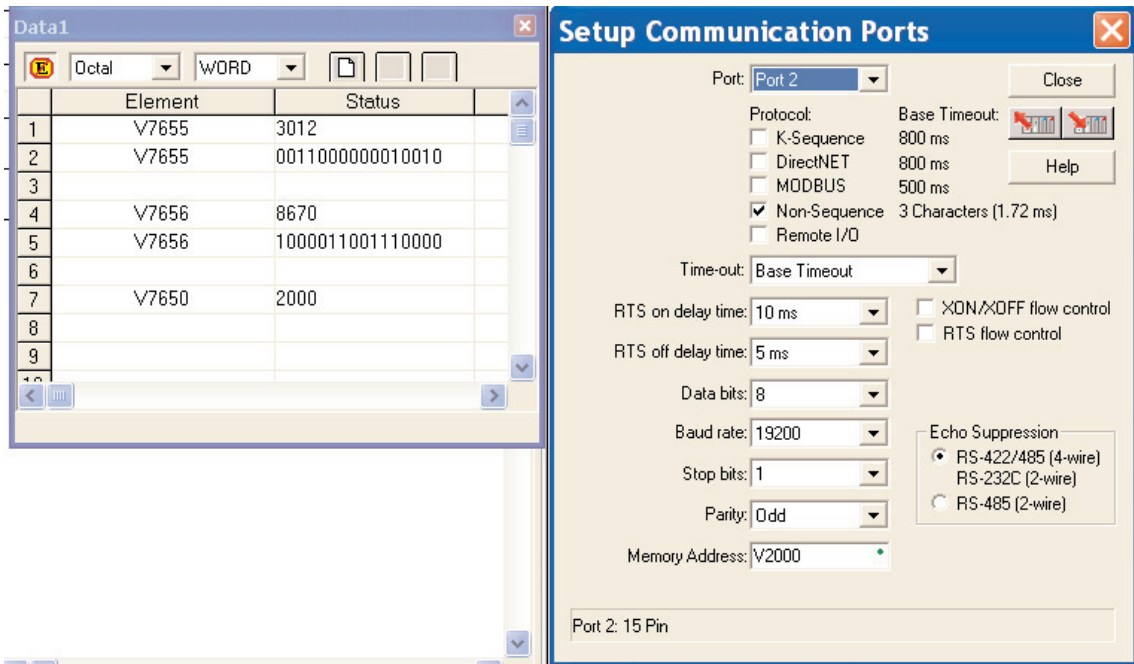 Data1
Octal WORD
Element Status
1 V7655 3012
2 V7655 0011000000010010
3
4 V7656 8670
5 V7656 1000011001110000
6
7 V7650 2000
8
9
Setup Communication Ports
Port: Port 2 Close
Protocol: Base Timeout:
K-Sequence 800 ms
DirectNET 800 ms Help
MODBUS 500 ms
Non-Sequence 3 Characters (1.72 ms)
Remote I/O
Time-out: Base Timeout
RTS on delay time: 10 ms XON/XOFF flow control
RTS flow control
RTS off delay time: 5 ms
Data bits: 8
Baud rate: 19200 Echo Suppression
RS-422/485 (4-wire)
RS-232C (2-wire)
Stop bits: 1
RS-485 (2-wire)
Parity: Odd
Memory Address: V2000
Port 2: 15 Pin